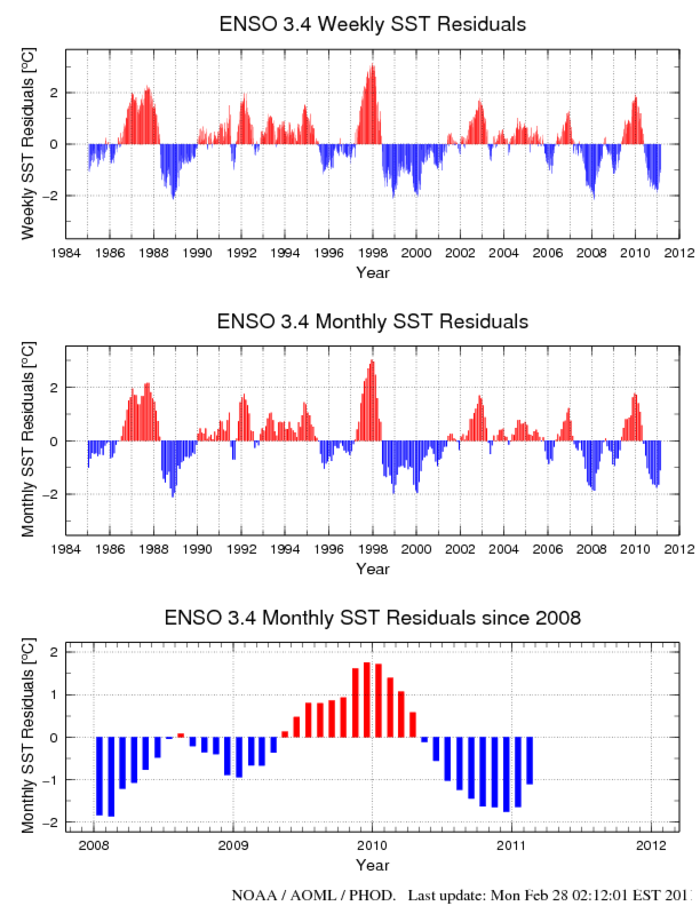 ENSO 3.4 Weekly SST Residuals
Weekly SST Residuals [°C]
2
0
−2
1984 1986 1988 1990 1992 1994 1996 1998 2000 2002 2004 2006 2008 2010 2012
Year
ENSO 3.4 Monthly SST Residuals
Monthly SST Residuals [°C]
2
0
−2
1984 1986 1988 1990 1992 1994 1996 1998 2000 2002 2004 2006 2008 2010 2012
Year
ENSO 3.4 Monthly SST Residuals since 2008
Monthly SST Residuals [°C]
2
1
0
−1
−2
2008 2009 2010 2011 2012
Year
NOAA / AOML / PHOD. Last update: Mon Feb 28 02:12:01 EST